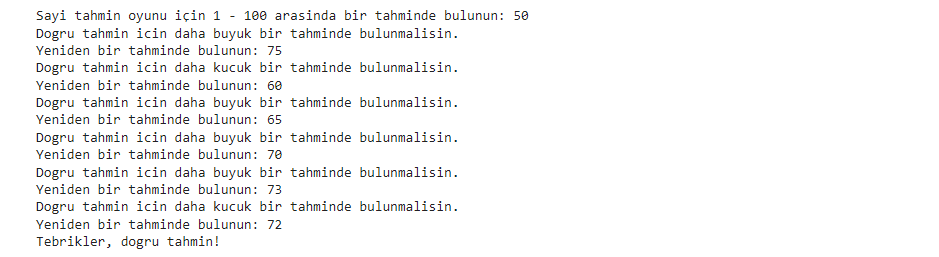 Sayi tahmin oyunu için 1 - 100 arasinda bir tahminde bulunun: 50
Dogru tahmin icin daha buyuk bir tahminde bulunmalisin.
Yeniden bir tahminde bulunun: 75
Dogru tahmin icin daha kucuk bir tahminde bulunmalisin.
Yeniden bir tahminde bulunun: 60
Dogru tahmin icin daha buyuk bir tahminde bulunmalisin.
Yeniden bir tahminde bulunun: 65
Dogru tahmin icin daha buyuk bir tahminde bulunmalisin.
Yeniden bir tahminde bulunun: 70
Dogru tahmin icin daha buyuk bir tahminde bulunmalisin.
Yeniden bir tahminde bulunun: 73
Dogru tahmin icin daha kucuk bir tahminde bulunmalisin.
Yeniden bir tahminde bulunun: 72
Tebrikler, dogru tahmin!